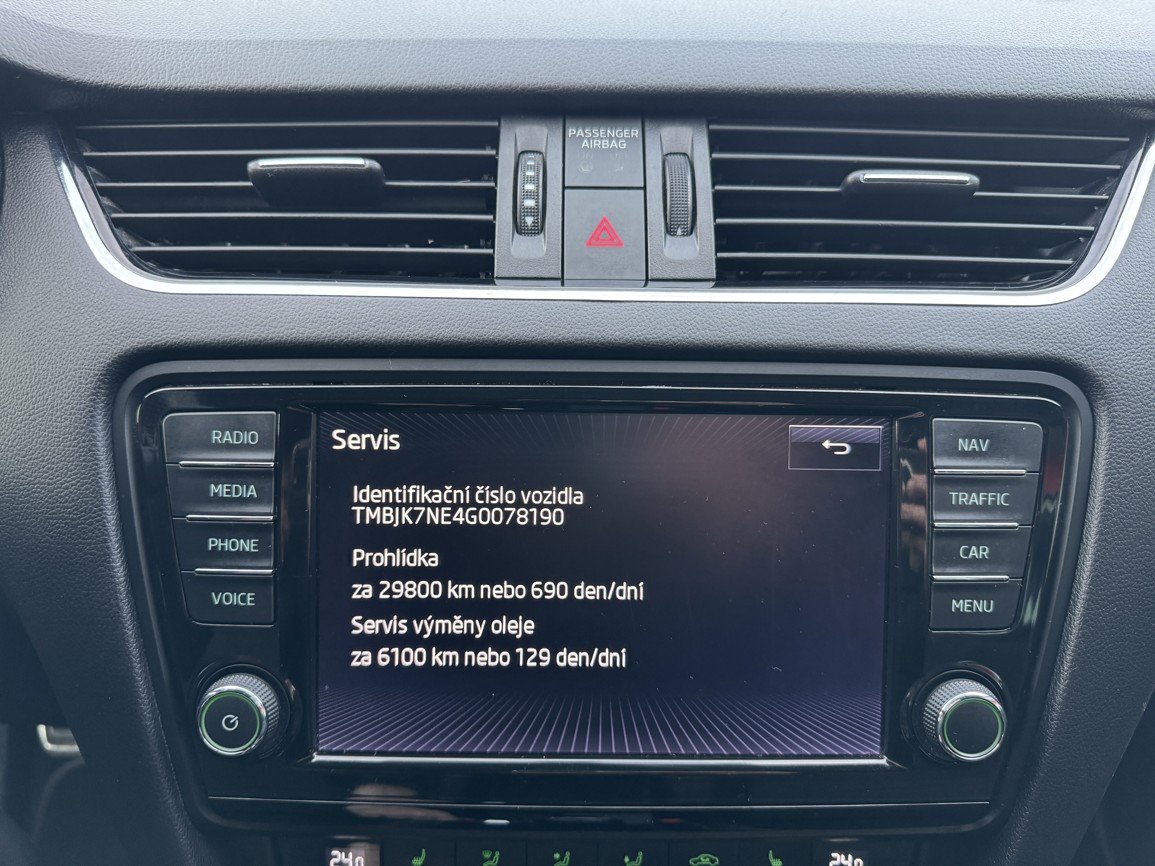 PASSENGER
AIRBAG
RADIO
MEDIA
PHONE
VOICE
Servis
Identifikační číslo vozidla
TMBJK7NE4G0078190
Prohlídka
za 29800 km nebo 690 den/dní
Servis výměny oleje
za 6100 km nebo 129 den/dní
NAV
TRAFFIC
CAR
MENU